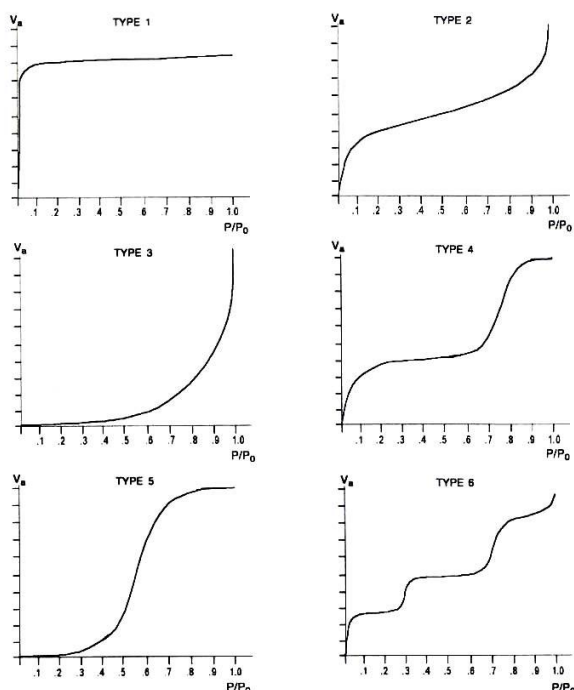 Va TYPE 1
.1 .2 .3 .4 .5 .6 .7 .8 .9 1.0
P/P0
Va TYPE 2
.1 .2 .3 .4 .5 .6 .7 .8 .9 1.0
P/P0
Va TYPE 3
.1 .2 .3 .4 .5 .6 .7 .8 .9 1.0
P/P0
Va TYPE 4
.1 .2 .3 .4 .5 .6 .7 .8 .9 1.0
P/P0
Va TYPE 5
.1 .2 .3 .4 .5 .6 .7 .8 .9 1.0
P/P0
Va TYPE 6
.1 .2 .3 .4 .5 .6 .7 .8 .9 1.0
P/P0